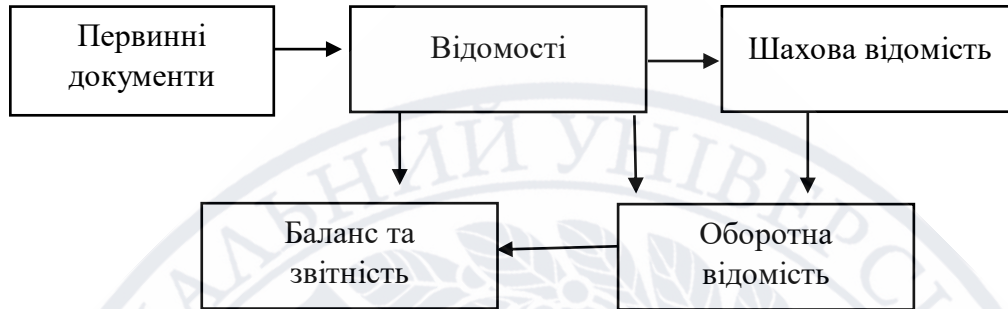 Первинні
документи
Відомості
Шахова відомість
Баланс та
звітність
Оборотна
відомість